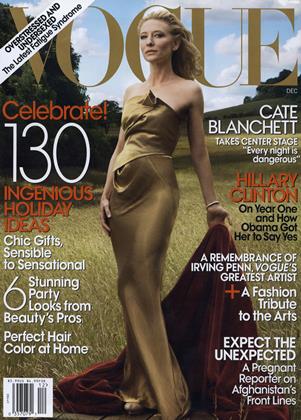 OVERSTRESSED AND
UNDERSEXED
The Latest Fatigue Syndrome
VOGUE
DEC
Celebrate!
130
INGENIOUS
HOLIDAY
IDEAS
Chic Gifts,
Sensible
to Sensational
6 Stunning
Party
Looks from
Beauty's Pros
Perfect Hair
Color at Home
CATE
BLANCHETT
TAKES CENTER STAGE
"Every night is
dangerous"
HILLARY
CLINTON
On Year One
and How
Obama Got
Her to Say Yes
A REMEMBRANCE OF
IRVING PENN, VOGUE'S
GREATEST ARTIST
+ A Fashion
Tribute
to the Arts
EXPECT THE
UNEXPECTED
A Pregnant
Reporter on
Afghanistan's
Front Lines